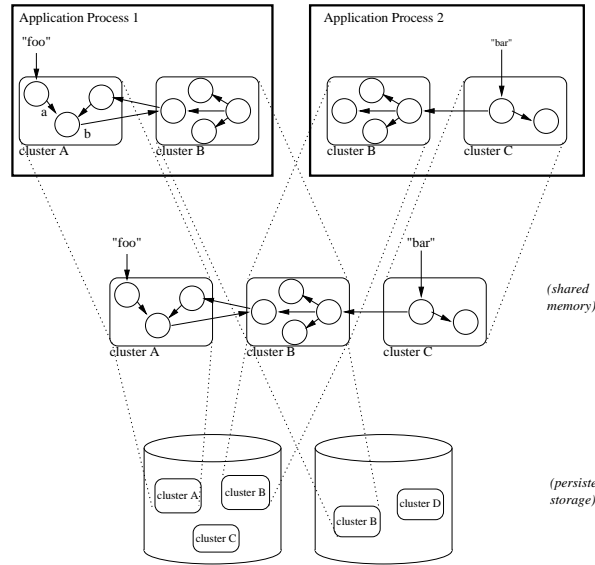 Application Process 1
Application Process 2
"foo"
"bar"
a
b
cluster A
cluster B
cluster B
cluster C
"foo"
"bar"
(shared
memory)
cluster A
cluster B
cluster C
(persiste
storage)
cluster A
cluster B
cluster D
cluster B
cluster C